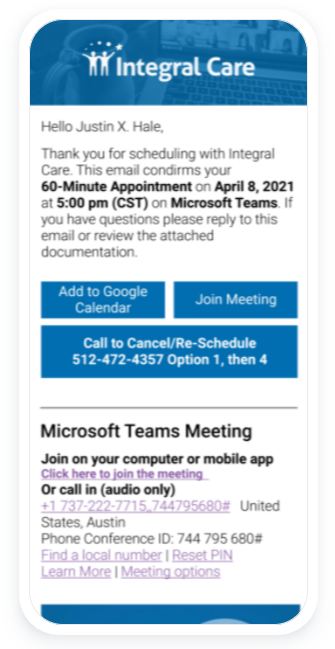 Integral Care
Hello Justin X. Hale,
Thank you for scheduling with Integral
Care. This email condirms your
60-Minute Appointment on April 8, 2021
at 5:00 pm (CST) on Microsoft Teams. If
you have questions please reply to this
email or review the attached
documentation.
Add to Google
Calendar
Join Meeting
Call to Cancel/Re-Schedule
512-472-4357 Option 1, then 4
Microsoft Teams Meeting
Join on your computer or mobile app
Click here to join the meeting
Or call in (audio only)
+1 737-222-7715,,744795680# United
States, Austin
Phone Conference ID: 744 795 680#
Find a local number | Reset PIN
Learn More | Meeting options